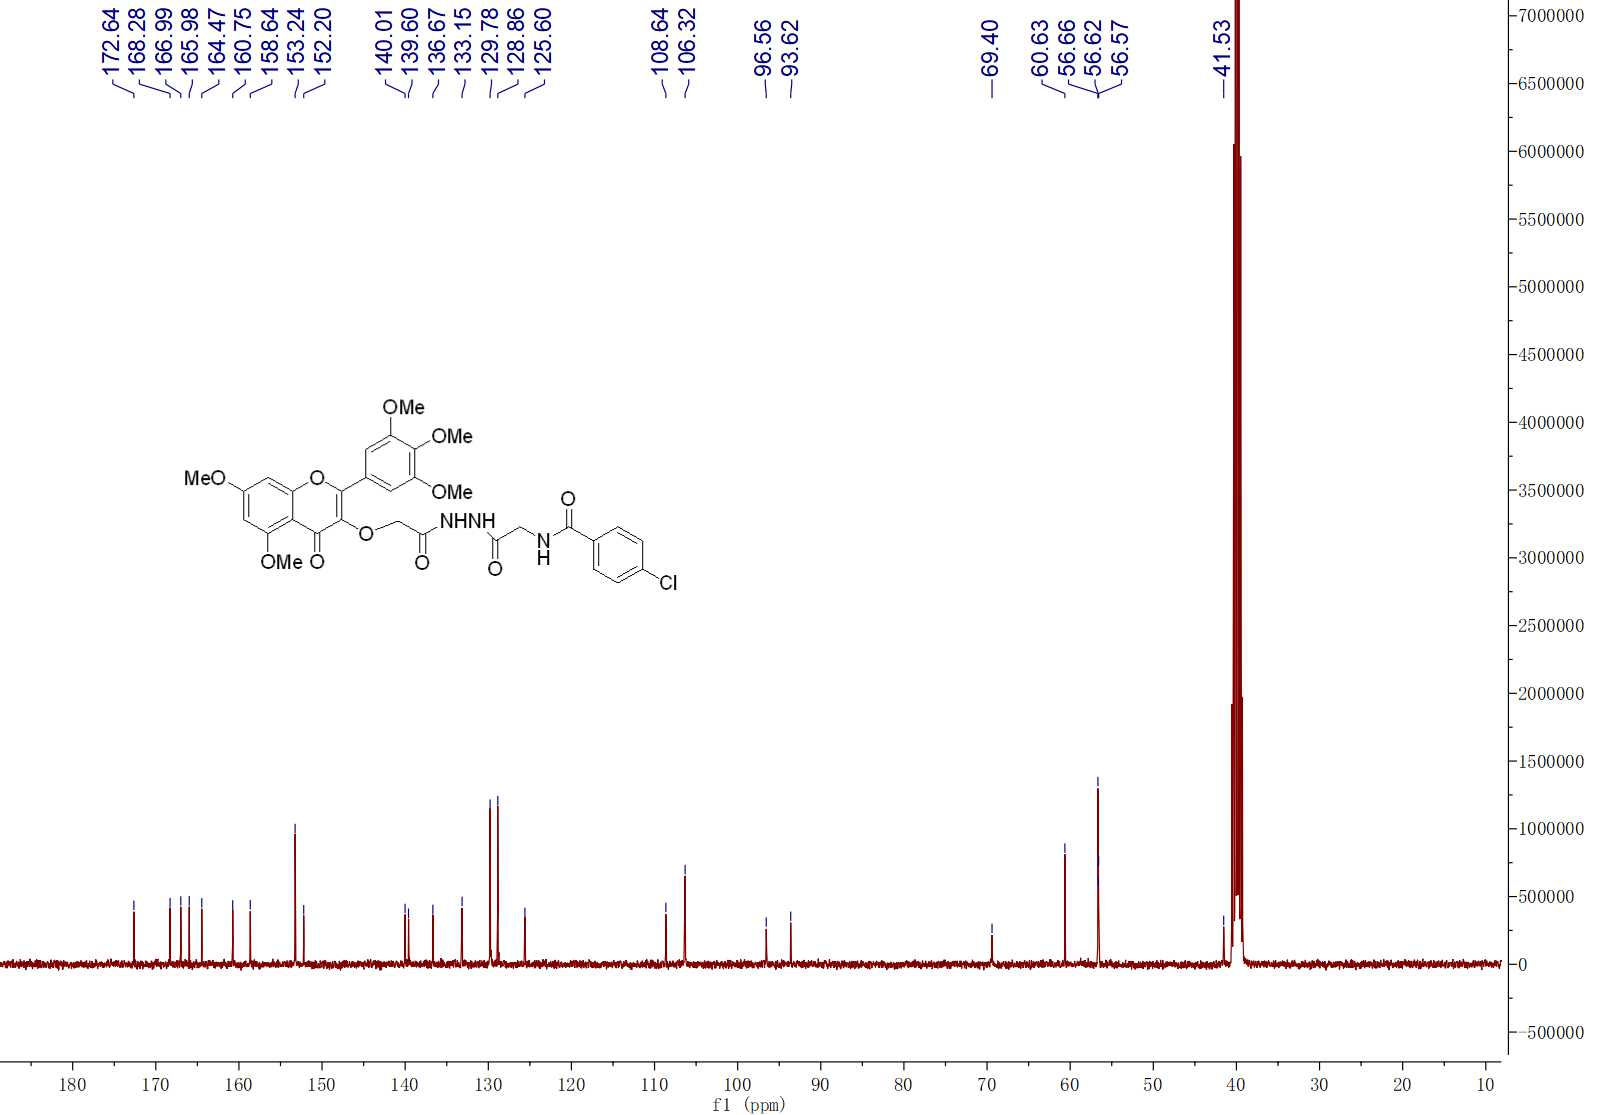 172.64
168.28
166.99
165.98
164.47
160.75
158.64
153.24
152.20
140.01
139.60
136.67
133.15
129.78
128.86
125.60
108.64
106.32
96.56
93.62
69.40
60.63
56.66
56.62
56.57
41.53
7000000
6500000
6000000
5500000
5000000
4500000
4000000
3500000
3000000
2500000
2000000
1500000
1000000
500000
0
-500000
OMe
OMe
MeO
O
OMe
O
NHNH
O
OMe
O
O
O
N
H
Cl
180 170 160 150 140 130 120 110 100 90 80 70 60 50 40 30 20 10
f1 (ppm)